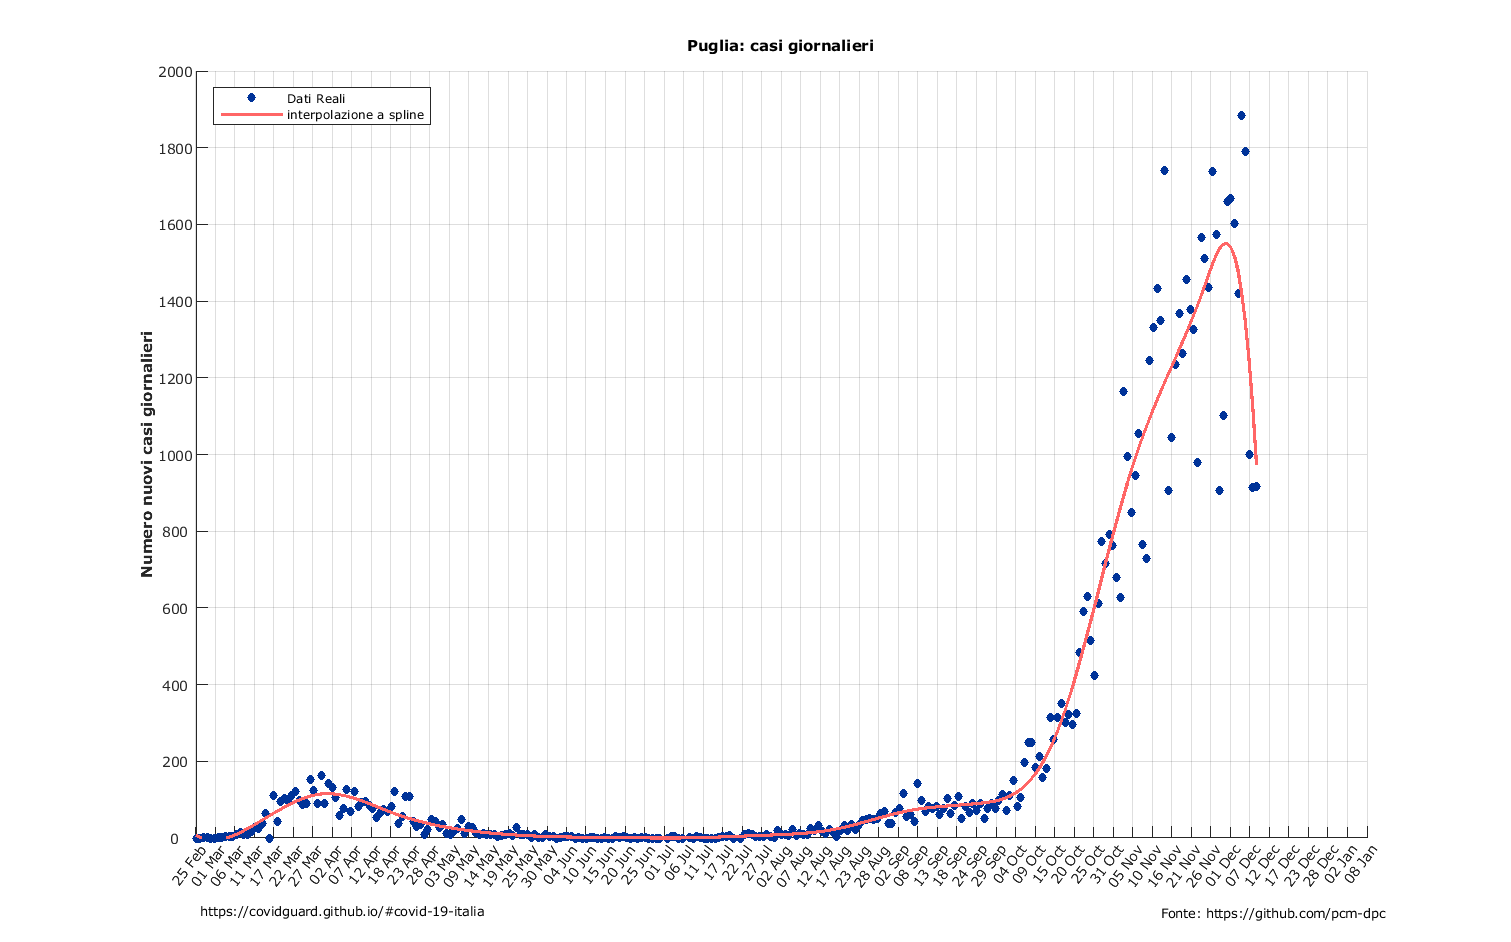 Puglia: casi giornalieri
Dati Reali
interpolazione a spline
Numero nuovi casi giornalieri
2000
1800
1600
1400
1200
1000
800
600
400
200
0
25 Feb
01 Mar
06 Mar
11 Mar
17 Mar
22 Mar
27 Mar
02 Apr
07 Apr
12 Apr
18 Apr
23 Apr
28 Apr
03 May
09 May
14 May
19 May
25 May
30 May
04 Jun
10 Jun
15 Jun
20 Jun
25 Jun
01 Jul
06 Jul
11 Jul
17 Jul
22 Jul
27 Jul
02 Aug
07 Aug
12 Aug
17 Aug
23 Aug
28 Aug
02 Sep
08 Sep
13 Sep
18 Sep
24 Sep
29 Sep
04 Oct
09 Oct
15 Oct
20 Oct
25 Oct
31 Oct
05 Nov
10 Nov
16 Nov
21 Nov
26 Nov
01 Dec
07 Dec
12 Dec
17 Dec
23 Dec
28 Dec
02 Jan
08 Jan
https://covidguard.github.io/#covid-19-italia
Fonte: https://github.com/pcm-dpc